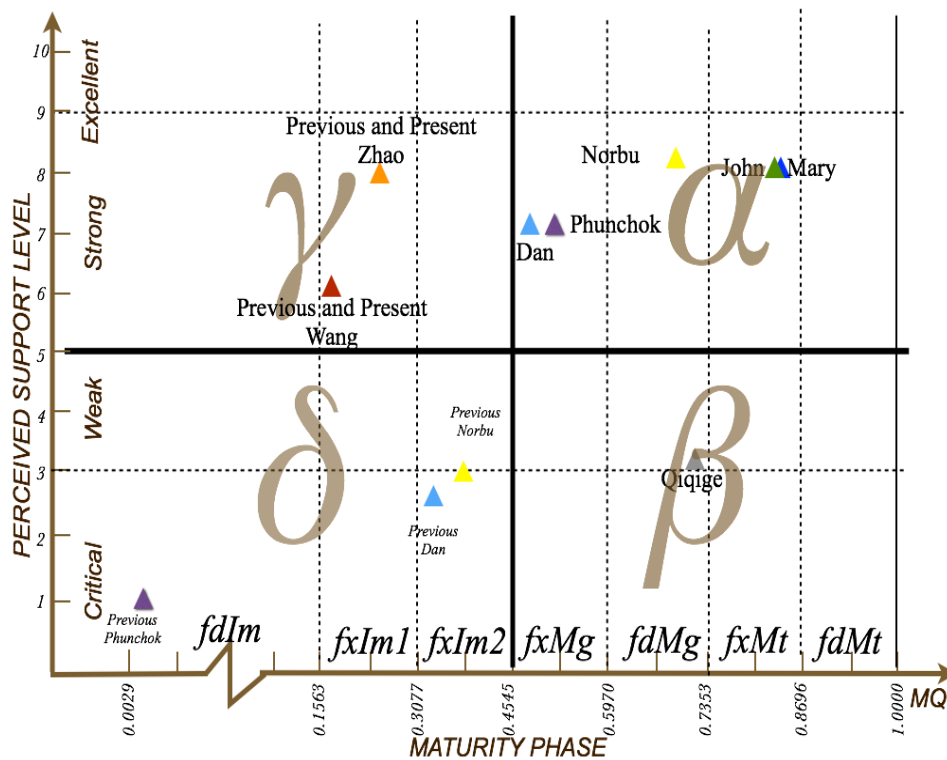 10
9
8
7
6
5
4
3
2
1
PERCEIVED SUPPORT LEVEL
Excellent
Strong
Weak
Critical
γ
α
δ
β
Previous and Present
Zhao
Norbu
John
Mary
Phunchok
Dan
Previous and Present
Wang
Previous
Norbu
Previous
Dan
Qiqige
Previous
Phunchok
fdIm
fxIm1
fxIm2
fxMg
fdMg
fxMt
fdMt
0.0029
0.1563
0.3077
0.4545
0.5970
0.7353
0.8696
1.0000
MQ
MATURITY PHASE